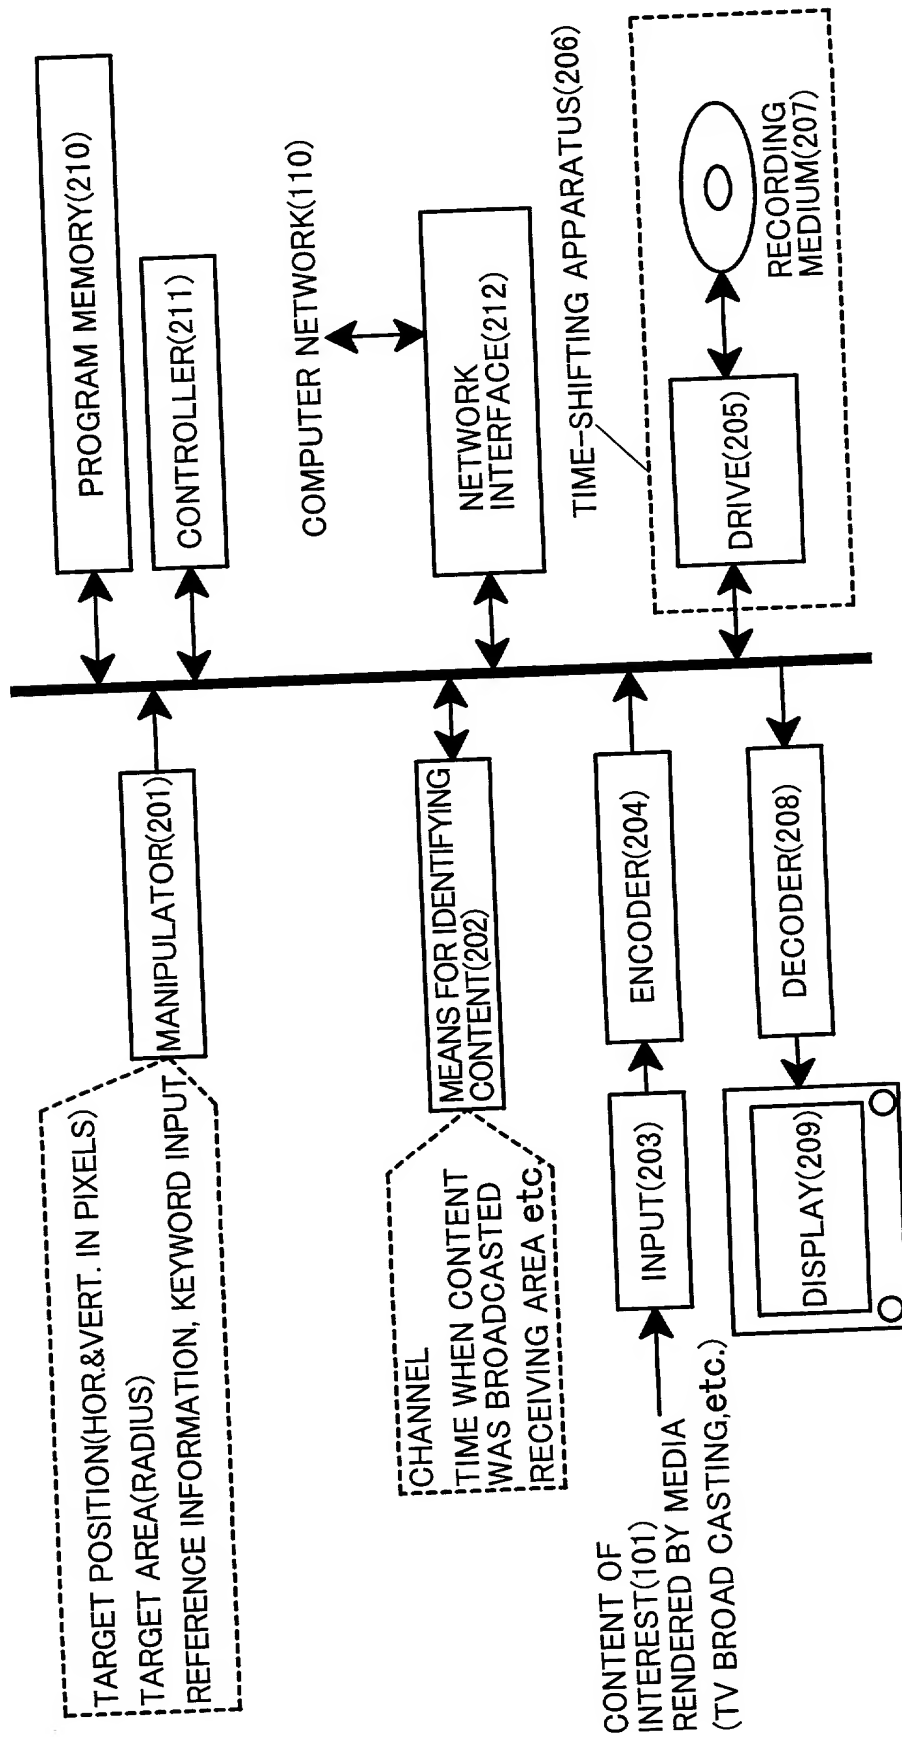 TARGET POSITION(HOR.&VERT. IN PIXELS)
TARGET AREA(RADIUS)
REFERENCE INFORMATION, KEYWORD INPUT
MANIPULATOR(201)
PROGRAM MEMORY(210)
CONTROLLER(211)
COMPUTER NETWORK(110)
CHANNEL
TIME WHEN CONTENT
WAS BROADCASTED
RECEIVING AREA etc.
MEANS FOR IDENTIFYING
CONTENT(202)
NETWORK
INTERFACE(212)
TIME-SHIFTING APPARATUS(206)
CONTENT OF
INTEREST(101)
RENDERED BY MEDIA
(TV BROAD CASTING,etc.)
INPUT(203)
ENCODER(204)
DRIVE(205)
RECORDING
MEDIUM(207)
DISPLAY(209)
DECODER(208)